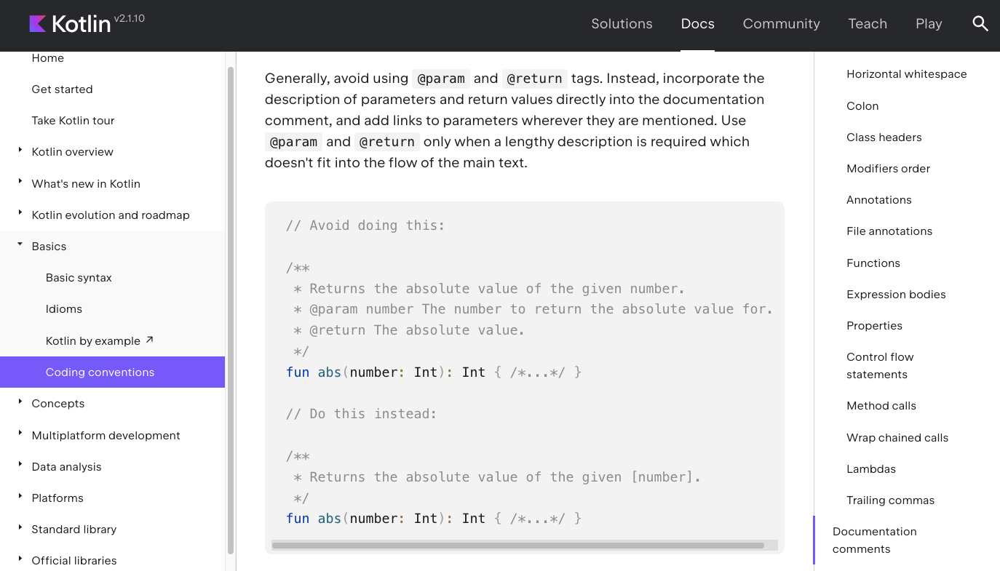 Kotlin v2.1.10
Solutions
Docs
Community
Teach
Play
Home
Get started
Take Kotlin tour
Kotlin overview
What's new in Kotlin
Kotlin evolution and roadmap
Basics
Basic syntax
Idioms
Kotlin by example ↗
Coding conventions
Concepts
Multiplatform development
Data analysis
Platforms
Standard library
Official libraries
Generally, avoid using @param and @return tags. Instead, incorporate the
description of parameters and return values directly into the documentation
comment, and add links to parameters wherever they are mentioned. Use
@param and @return only when a lengthy description is required which
doesn't fit into the flow of the main text.
// Avoid doing this:
/**
 * Returns the absolute value of the given number.
 * @param number The number to return the absolute value for.
 * @return The absolute value.
 */
fun abs(number: Int): Int { /*...*/ }
// Do this instead:
/**
 * Returns the absolute value of the given [number].
 */
fun abs(number: Int): Int { /*...*/ }
Horizontal whitespace
Colon
Class headers
Modifiers order
Annotations
File annotations
Functions
Expression bodies
Properties
Control flow
statements
Method calls
Wrap chained calls
Lambdas
Trailing commas
Documentation
comments